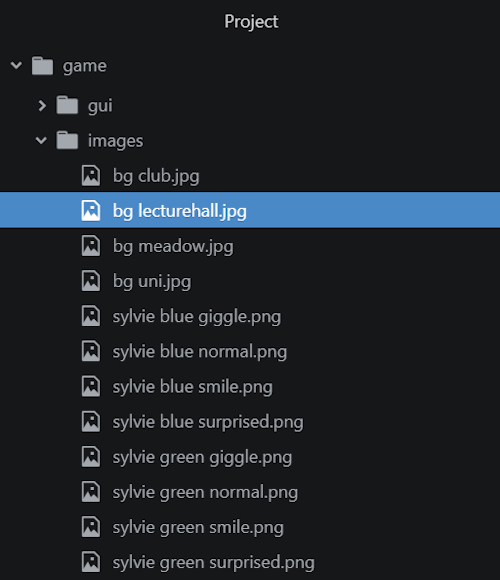 Project
game
gui
images
bg club.jpg
bg lecturehall.jpg
bg meadow.jpg
bg uni.jpg
sylvie blue giggle.png
sylvie blue normal.png
sylvie blue smile.png
sylvie blue surprised.png
sylvie green giggle.png
sylvie green normal.png
sylvie green smile.png
sylvie green surprised.png